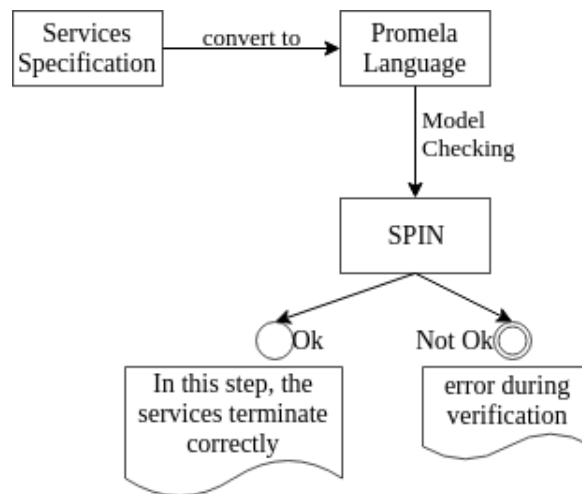 Services
Specification
convert to
Promela
Language
Model
Checking
SPIN
Ok
Not Ok
In this step, the
services terminate
correctly
error during
verification